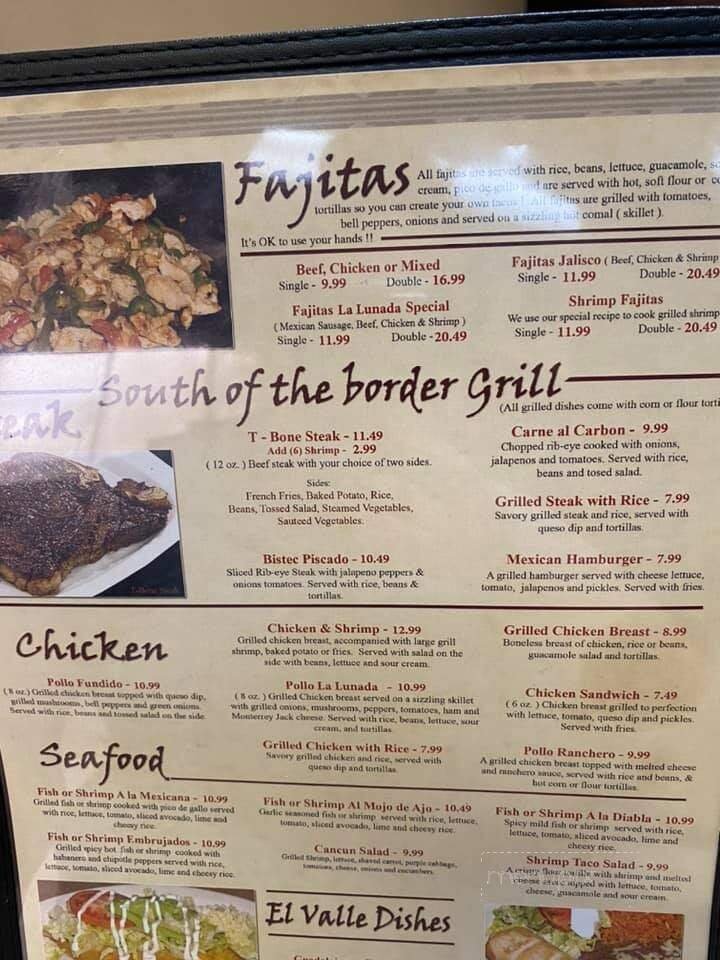 Fajitas
All fajitas are served with rice, beans, lettuce, guacamole,
cream, pico de gallo and are served with hot, soft flour or
tortillas so you can create your own tacos ! All fajitas are grilled with tomatoes,
bell peppers, onions and served on a sizzling hot comal ( skillet ).
It's OK to use your hands !!
Beef, Chicken or Mixed
Single - 9.99 Double - 16.99
Fajitas La Lunada Special
( Mexican Sausage, Beef, Chicken & Shrimp )
Single - 11.99 Double -20.49
Fajitas Jalisco ( Beef, Chicken & Shrimp
Single - 11.99 Double - 20.49
Shrimp Fajitas
We use our special recipe to cook grilled shrimp
Single - 11.99 Double - 20.49
South of the border Grill
(All grilled dishes come with corn or flour torti
eak
T - Bone Steak - 11.49
Add (6) Shrimp - 2.99
( 12 oz. ) Beef steak with your choice of two sides.
Sides:
French Fries, Baked Potato, Rice,
Beans, Tossed Salad, Steamed Vegetables,
Sauteed Vegetables.
Bistec Piscado - 10.49
Sliced Rib-eye Steak with jalapeno peppers &
onions tomatoes. Served with rice, beans &
tortillas.
Carne al Carbon - 9.99
Chopped rib-eye cooked with onions,
jalapenos and tomatoes. Served with rice,
beans and tosed salad.
Grilled Steak with Rice - 7.99
Savory grilled steak and rice, served with
queso dip and tortillas.
Mexican Hamburger - 7.99
A grilled hamburger served with cheese lettuce,
tomato, jalapenos and pickles. Served with fries.
T-Bone Steak
Chicken
Pollo Fundido - 10.99
( 8 oz.) Grilled chicken breast topped with queso dip,
grilled mushrooms, bell peppers and green onions.
Served with rice, beans and tossed salad on the side
Chicken & Shrimp - 12.99
Grilled chicken breast, accompanied with large grill
shrimp, baked potato or fries. Served with salad on the
side with beans, lettuce and sour cream.
Pollo La Lunada - 10.99
( 8 oz. ) Grilled Chicken breast served on a sizzling skillet
with grilled onions, mushrooms, peppers, tomatoes, ham and
Monterrey Jack cheese. Served with rice, beans, lettuce, sour
cream, and tortillas.
Grilled Chicken with Rice - 7.99
Savory grilled chicken and rice, served with
queso dip and tortillas.
Grilled Chicken Breast - 8.99
Boneless breast of chicken, rice or beans,
guacamole salad and tortillas.
Chicken Sandwich - 7.49
( 6 oz. ) Chicken breast grilled to perfection
with lettuce, tomato, queso dip and pickles.
Served with fries.
Pollo Ranchero - 9.99
A grilled chicken breast topped with melted cheese
and ranchero sauce, served with rice and beans, &
hot corn or flour tortillas.
Seafood
Fish or Shrimp A la Mexicana - 10.99
Grilled fish or shrimp cooked with pico de gallo served
with rice, lettuce, tomato, sliced avocado, lime and
cheesy rice.
Fish or Shrimp Embrujados - 10.99
Grilled spicy hot fish or shrimp cooked with
habanero and chipotle peppers served with rice,
lettuce, tomato, sliced avocado, lime and cheesy rice.
Fish or Shrimp Al Mojo de Ajo - 10.49
Garlic seasoned fish or shrimp served with rice, lettuce,
tomato, sliced avocado, lime and cheesy rice.
Cancun Salad - 9.99
Grilled Shrimp, lettuce, shaved carrot, purple cabbage,
tomatoes, cheese, onions and cucumbers.
Fish or Shrimp A la Diabla - 10.99
Spicy mild fish or shrimp served with rice,
lettuce, tomato, sliced avocado, lime and
cheesy rice.
Shrimp Taco Salad - 9.99
A crispy flour tortilla with shrimp and melted
cheese sauce topped with lettuce, tomato,
cheese, guacamole and sour cream.
El Valle Dishes